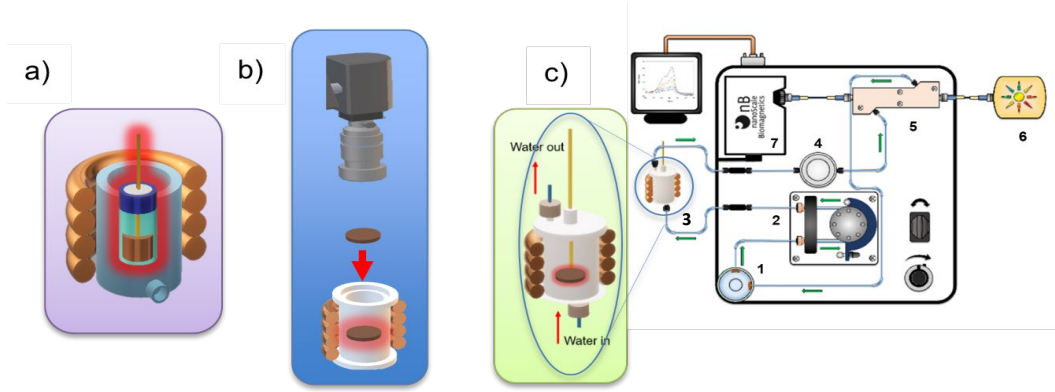 a)
b)
c)
Water out
Water in
3
nB
nanoScale
Biomagnetics
7
4
5
6
2
1